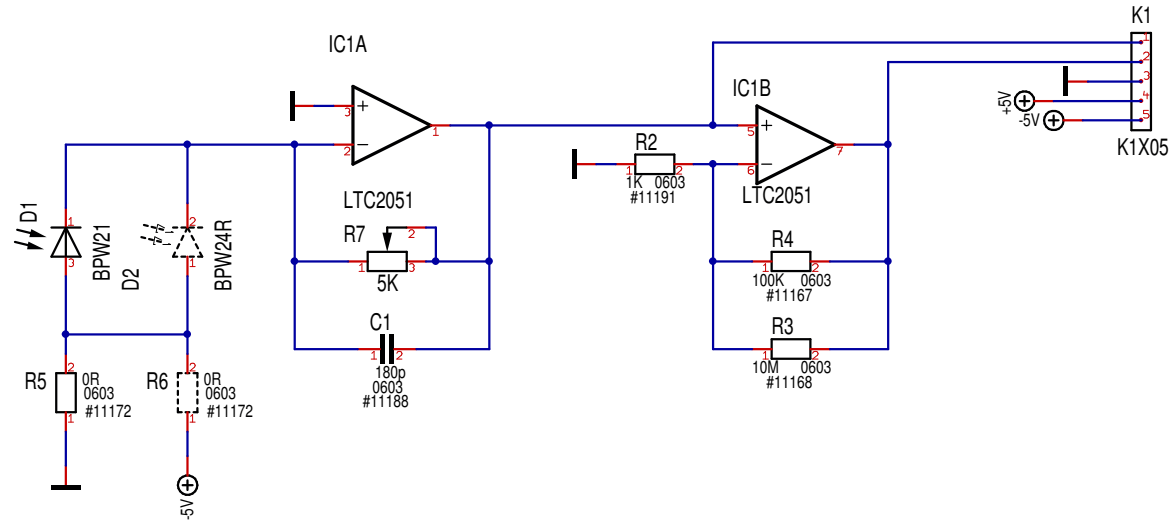 K1
IC1A
1
2
IC1B
3
+5V
4
-5V
5
K1X05
3
+
1
2
−
5
+
7
6
−
R2
1
2
1K 0603
#11191
LTC2051
LTC2051
D1
1
3
BPW21
D2
2
1
BPW24R
R7
2
1
3
5K
R4
1
2
100K 0603
#11167
C1
1
2
180p
0603
#11188
R3
1
2
10M 0603
#11168
R5
2
0R
0603
#11172
1
R6
2
0R
0603
#11172
1
-5V